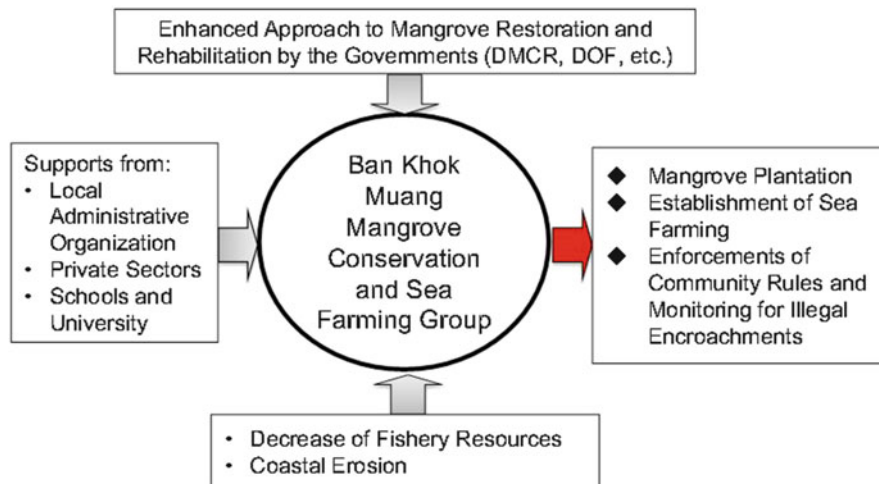 Enhanced Approach to Mangrove Restoration and
Rehabilitation by the Governments (DMCR, DOF, etc.)
Supports from:
• Local
Administrative
Organization
• Private Sectors
• Schools and
University
Ban Khok
Muang
Mangrove
Conservation
and Sea
Farming Group
◆ Mangrove Plantation
◆ Establishment of Sea
Farming
◆ Enforcements of
Community Rules and
Monitoring for Illegal
Encroachments
• Decrease of Fishery Resources
• Coastal Erosion